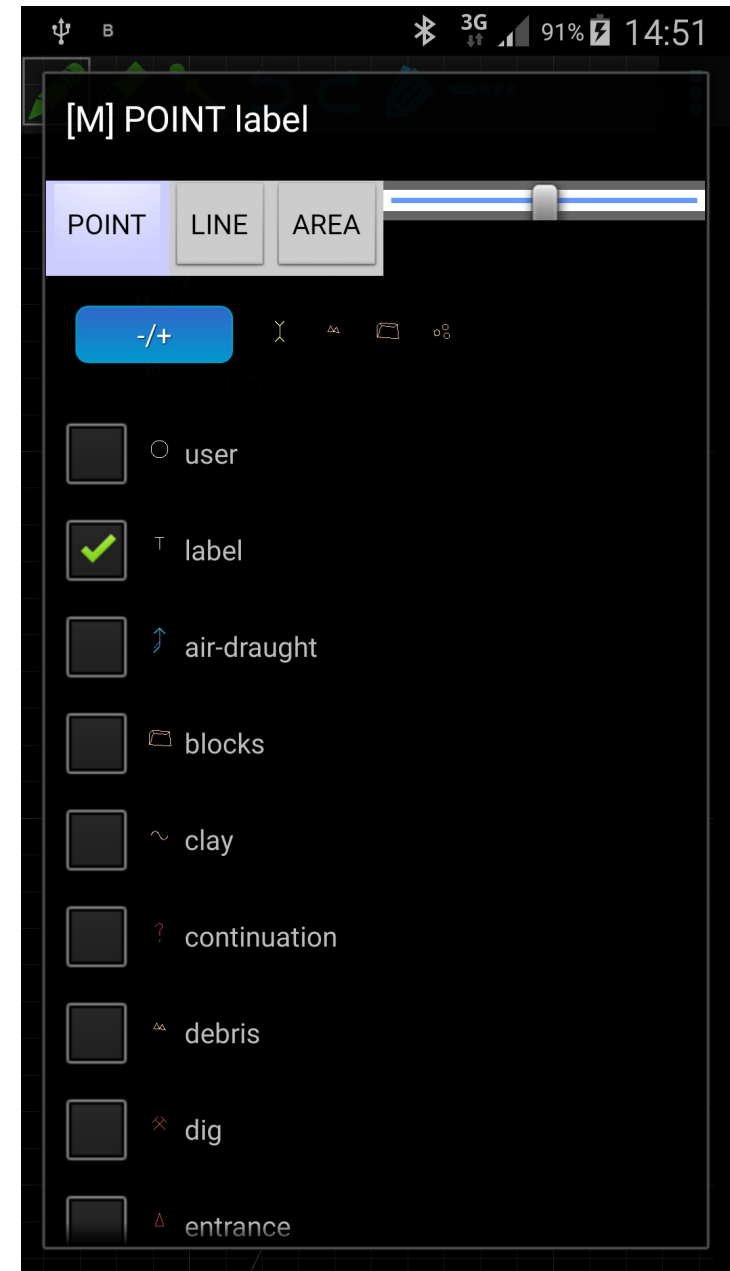 B 3G 91% 14:51
[M] POINT label
POINT LINE AREA
-/+
user
T label
air-draught
blocks
clay
? continuation
debris
dig
entrance